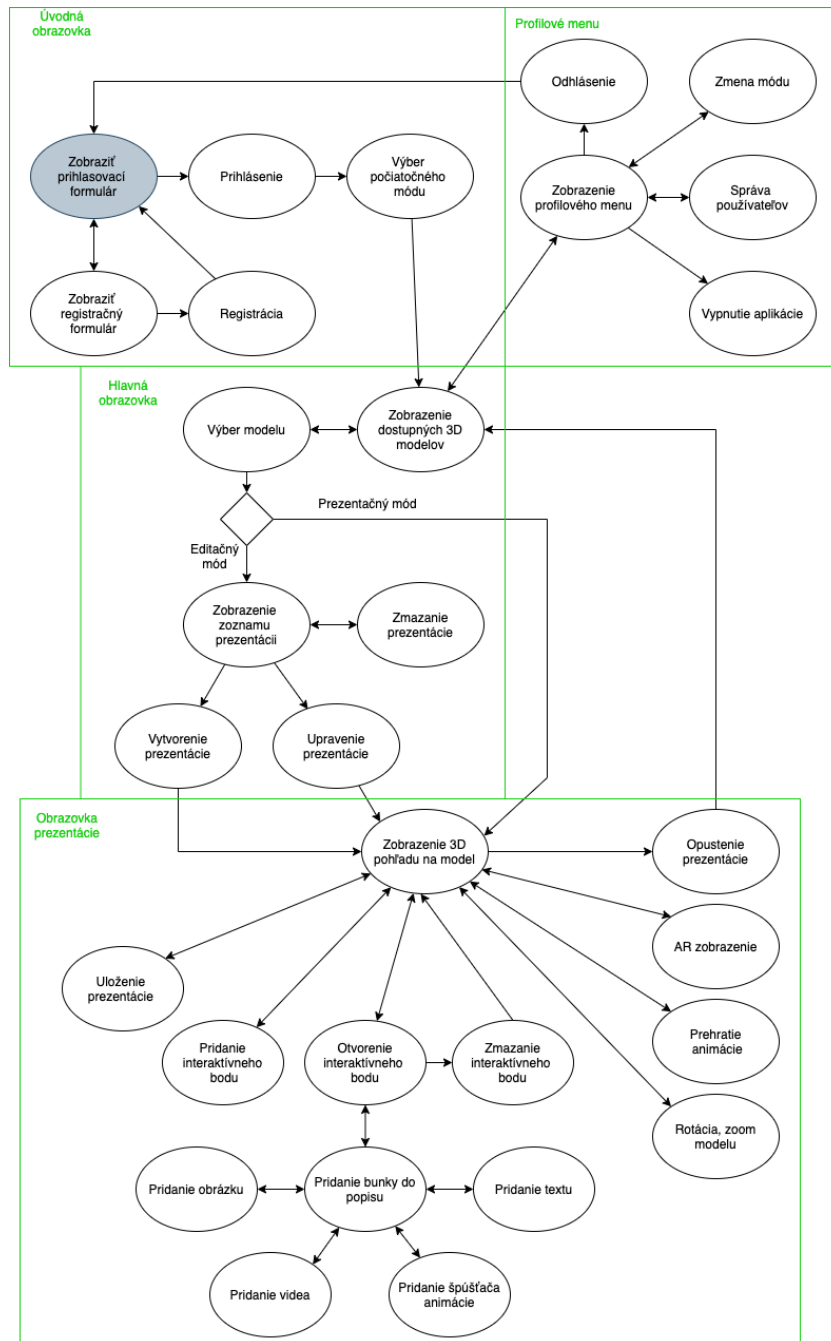 Úvodná
obrazovka
Profilové menu
Odhlásenie
Zmena módu
Zobraziť
prihlasovací
formulár
Prihlásenie
Výber
počiatočného
módu
Zobrazenie
profilového menu
Správa
používateľov
Zobraziť
registračný
formulár
Registrácia
Vypnutie aplikácie
Hlavná
obrazovka
Výber modelu
Zobrazenie
dostupných 3D
modelov
Prezentačný mód
Editačný
mód
Zobrazenie
zoznamu
prezentácii
Zmazanie
prezentácie
Vytvorenie
prezentácie
Upravenie
prezentácie
Obrazovka
prezentácie
Zobrazenie 3D
pohľadu na model
Opustenie
prezentácie
AR zobrazenie
Uloženie
prezentácie
Prehratie
animácie
Pridanie
interaktívneho
bodu
Otvorenie
interaktívneho
bodu
Zmazanie
interaktívneho
bodu
Rotácia, zoom
modelu
Pridanie obrázku
Pridanie bunky do
popisu
Pridanie textu
Pridanie videa
Pridanie špúšťača
animácie